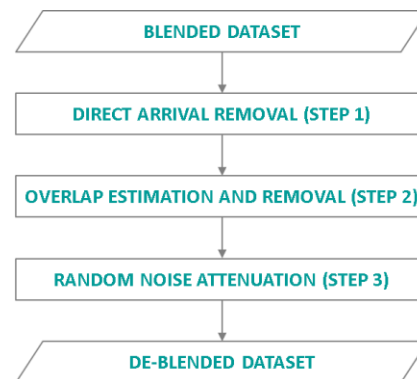 BLENDED DATASET
DIRECT ARRIVAL REMOVAL (STEP 1)
OVERLAP ESTIMATION AND REMOVAL (STEP 2)
RANDOM NOISE ATTENUATION (STEP 3)
DE-BLENDED DATASET